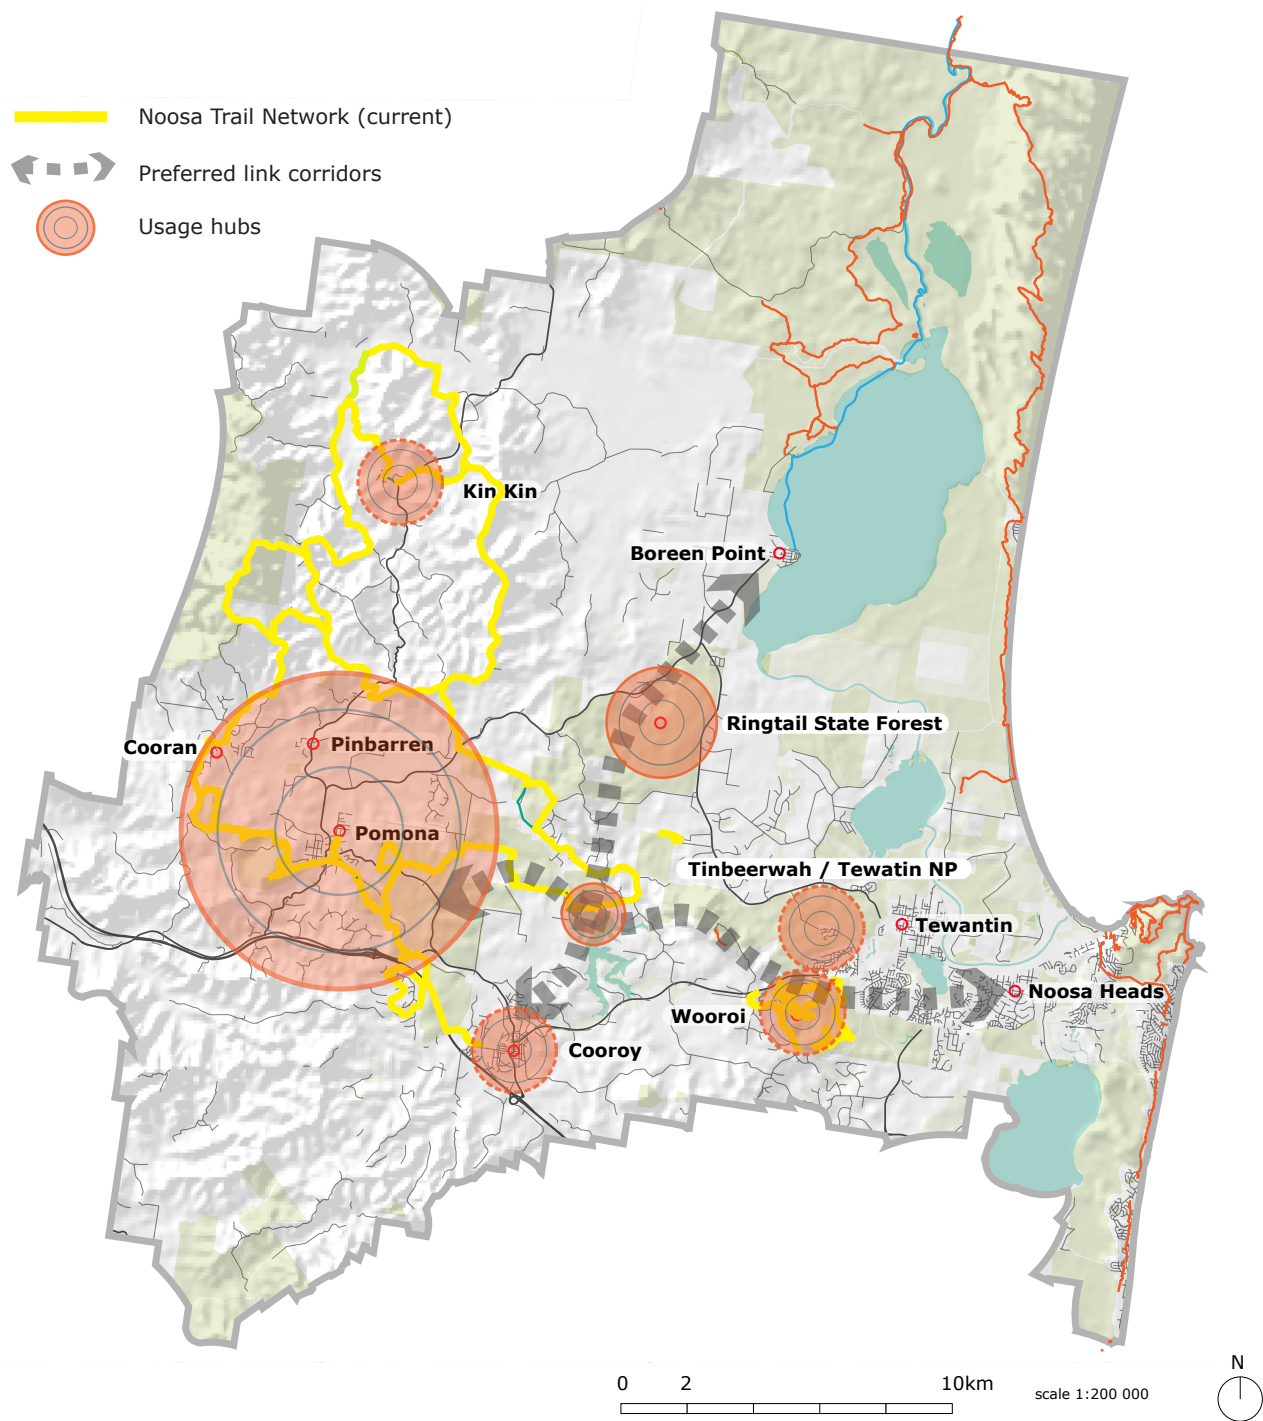 Noosa Trail Network (current)
Preferred link corridors
Usage hubs
Kin Kin
Boreen Point
Ringtail State Forest
Cooran
Pinbarren
Pomona
Tinbeerwah / Tewatin NP
Tewantin
Noosa Heads
Wooroi
Cooroy
0 2 10km
scale 1:200 000
N